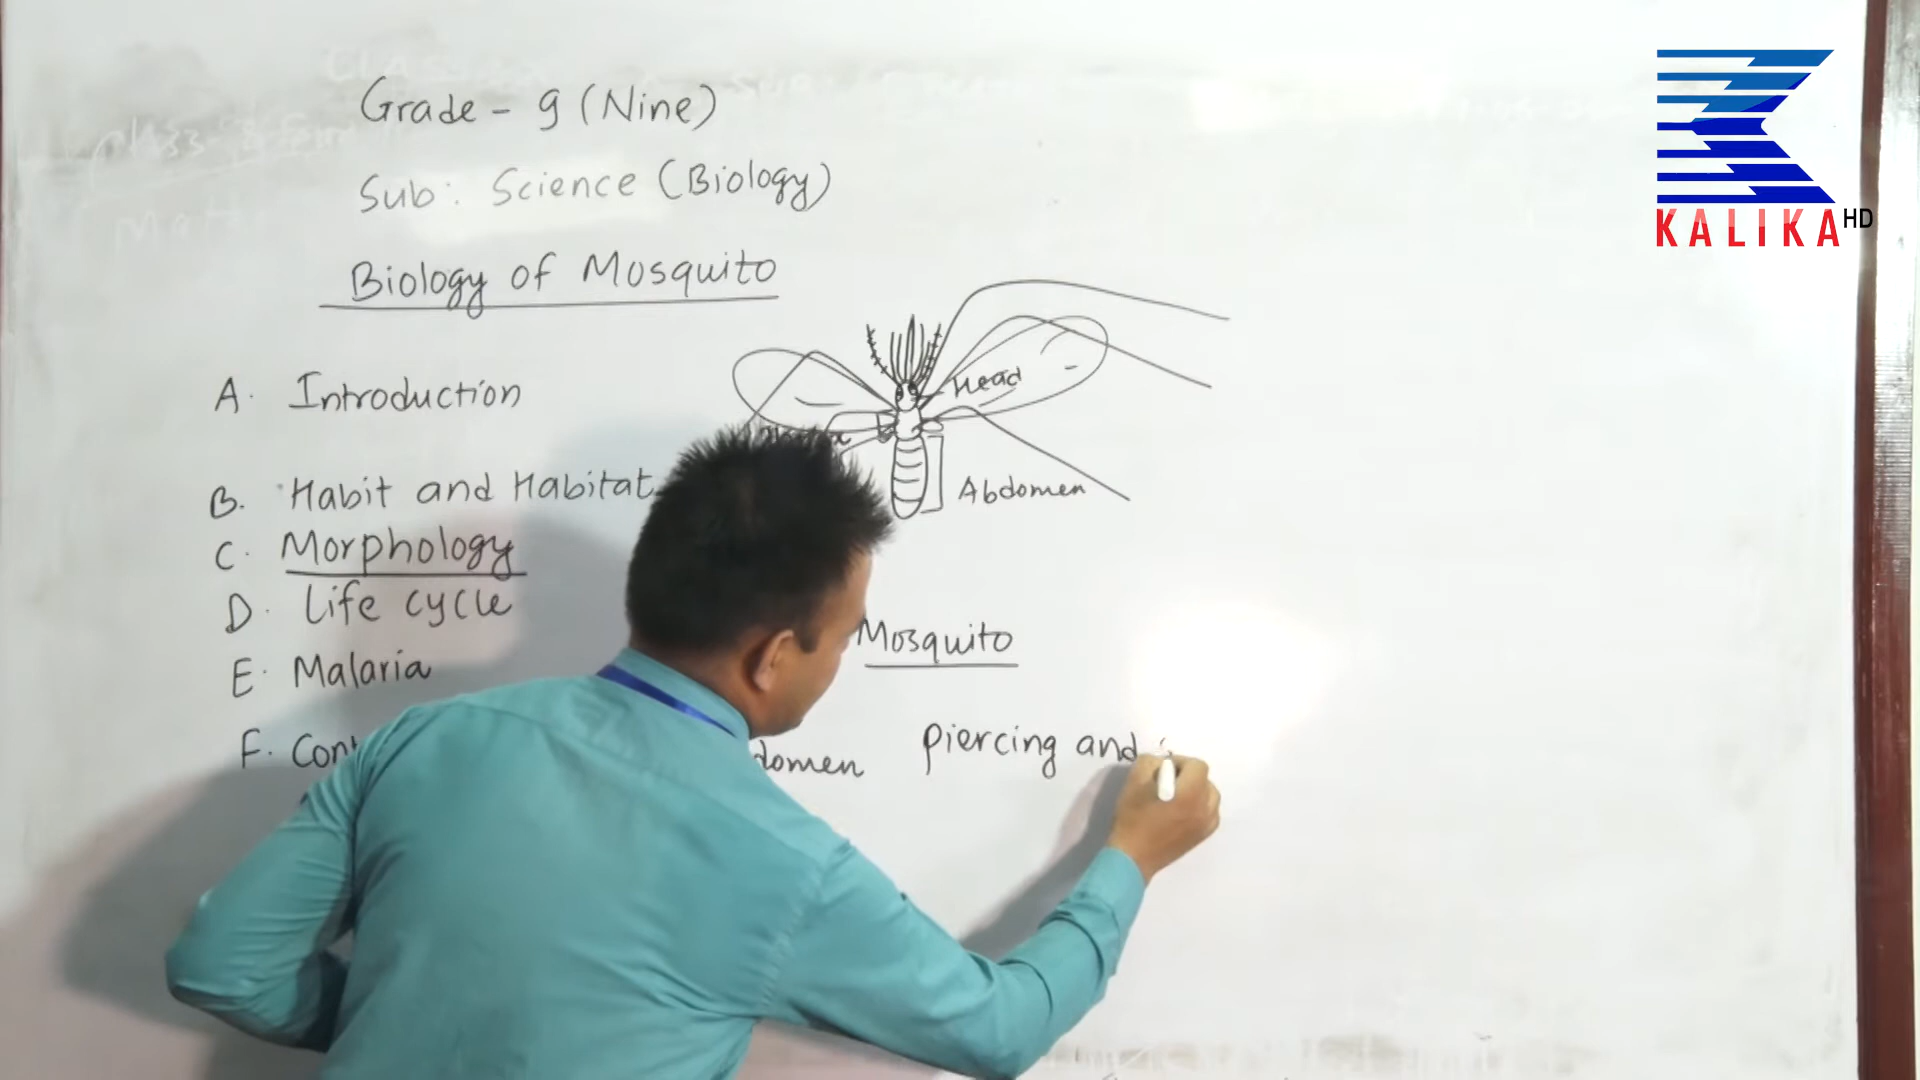 Grade - 9 (Nine)
Sub: Science (Biology)
Biology of Mosquito
A. Introduction
B. Habit and Habitat
C. Morphology
D. Life cycle
E. Malaria
F. Cont
Head
Abdomen
Mosquito
domen
Piercing and
KALIKA HD